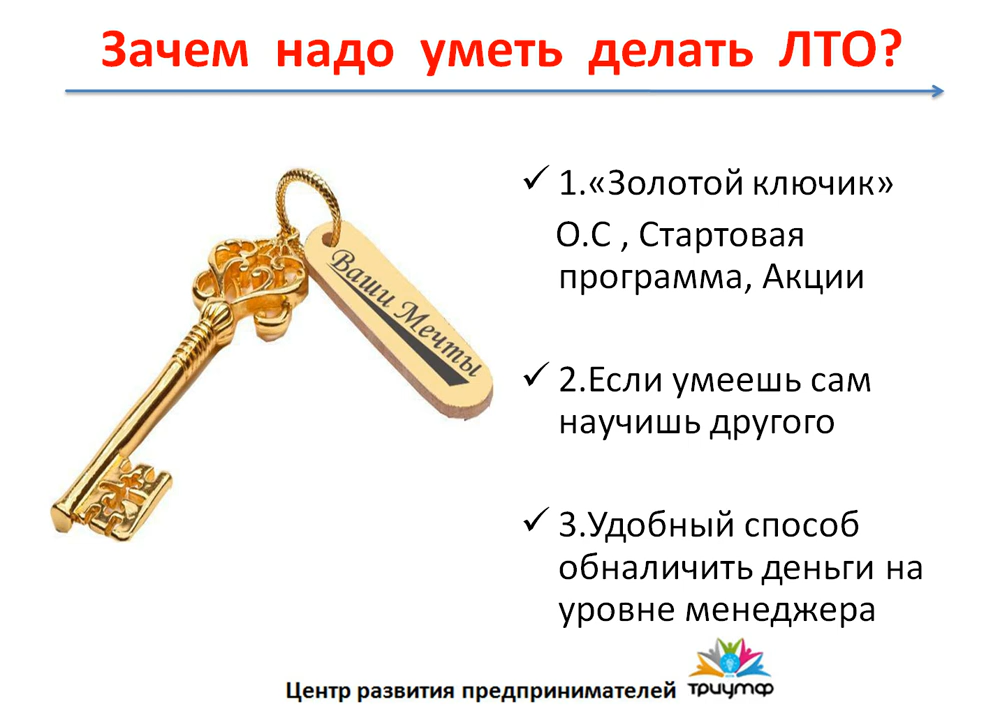 Зачем надо уметь делать ЛТО?
Ваши Мечты
✓ 1.«Золотой ключик»
О.С , Стартовая
программа, Акции
✓ 2.Если умеешь сам
научишь другого
✓ 3.Удобный способ
обналичить деньги на
уровне менеджера
Центр развития предпринимателей
триумф